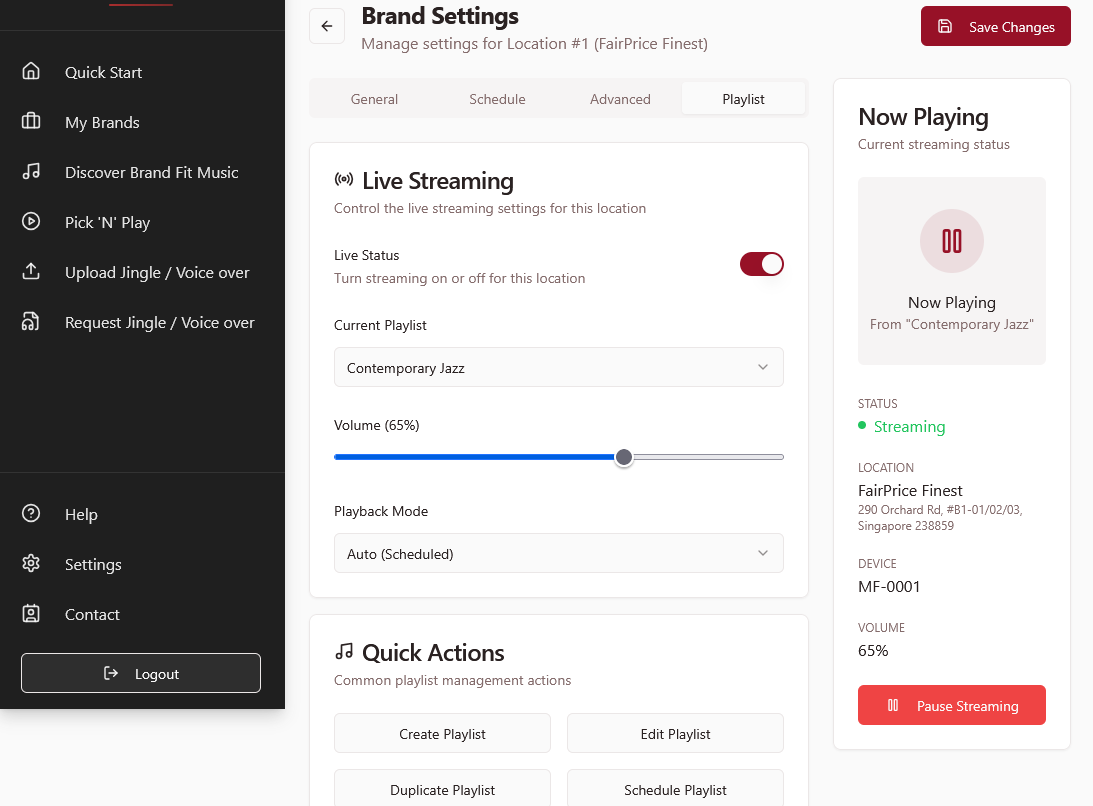 Quick Start
My Brands
Discover Brand Fit Music
Pick 'N' Play
Upload Jingle / Voice over
Request Jingle / Voice over
Help
Settings
Contact
Logout
Brand Settings
Manage settings for Location #1 (FairPrice Finest)
Save Changes
General
Schedule
Advanced
Playlist
Live Streaming
Control the live streaming settings for this location
Live Status
Turn streaming on or off for this location
Current Playlist
Contemporary Jazz
Volume (65%)
Playback Mode
Auto (Scheduled)
Quick Actions
Common playlist management actions
Create Playlist
Edit Playlist
Duplicate Playlist
Schedule Playlist
Now Playing
Current streaming status
Now Playing
From "Contemporary Jazz"
STATUS
Streaming
LOCATION
FairPrice Finest
290 Orchard Rd, #B1-01/02/03,
Singapore 238859
DEVICE
MF-0001
VOLUME
65%
Pause Streaming